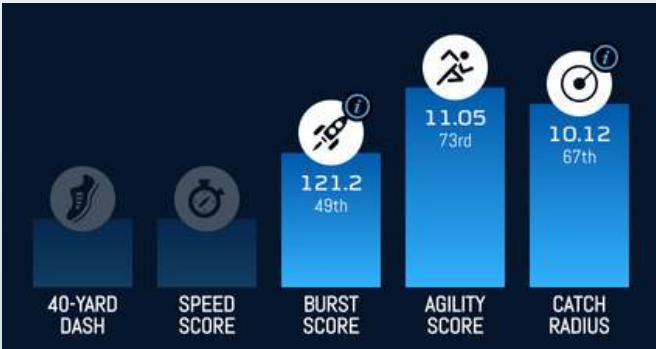 121.2
49th
11.05
73rd
10.12
67th
40-YARD
DASH
SPEED
SCORE
BURST
SCORE
AGILITY
SCORE
CATCH
RADIUS
i
i